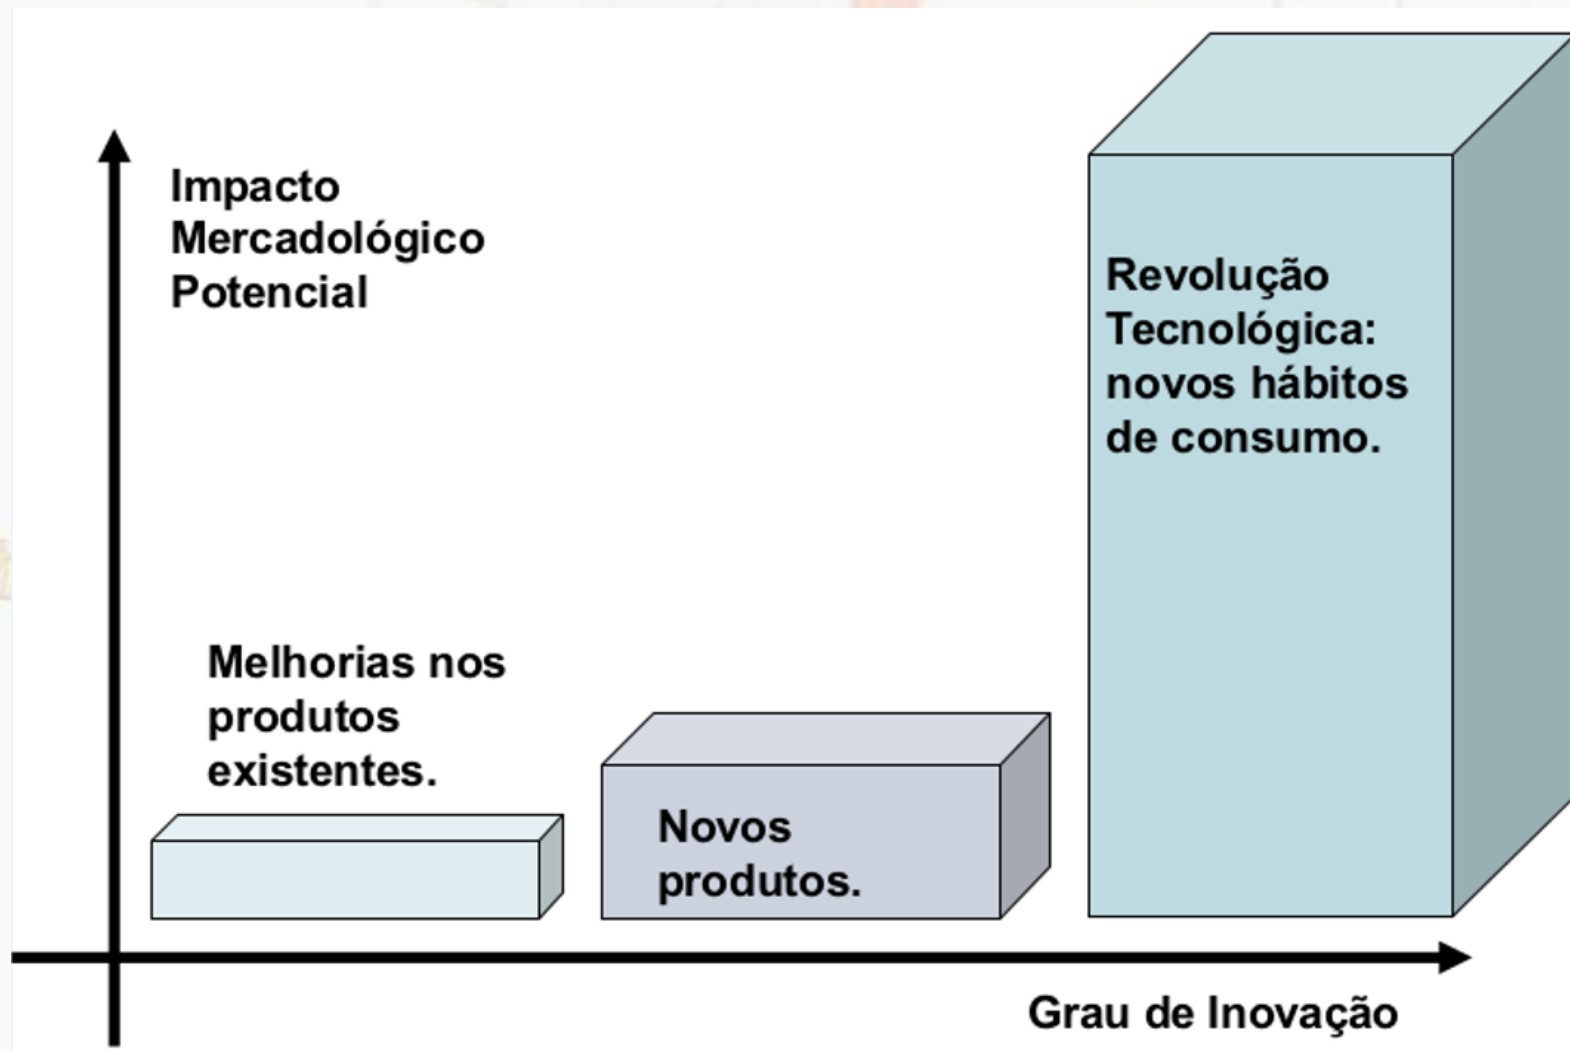 Impacto
Mercadológico
Potencial
Revolução
Tecnológica:
novos hábitos
de consumo.
Melhorias nos
produtos
existentes.
Novos
produtos.
Grau de Inovação